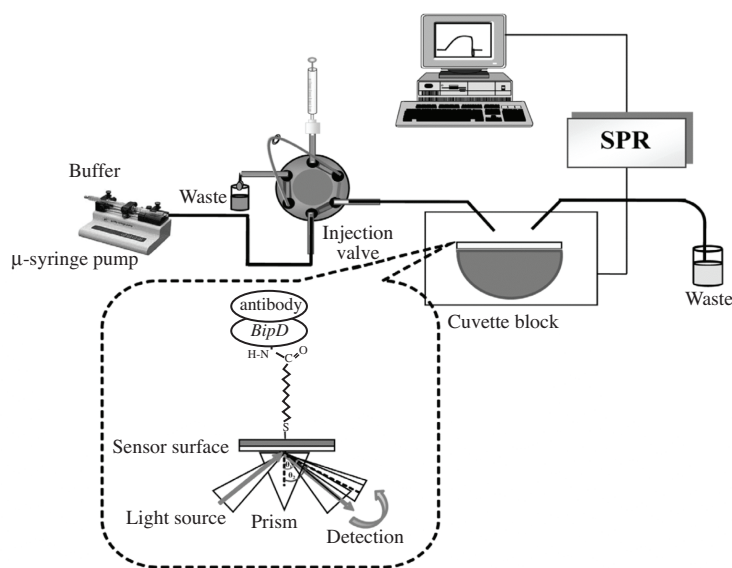 SPR
Buffer
Waste
μ-syringe pump
Injection
valve
Waste
Cuvette block
antibody
BipD
H-N
C
O
S
Sensor surface
Light source
Prism
Detection